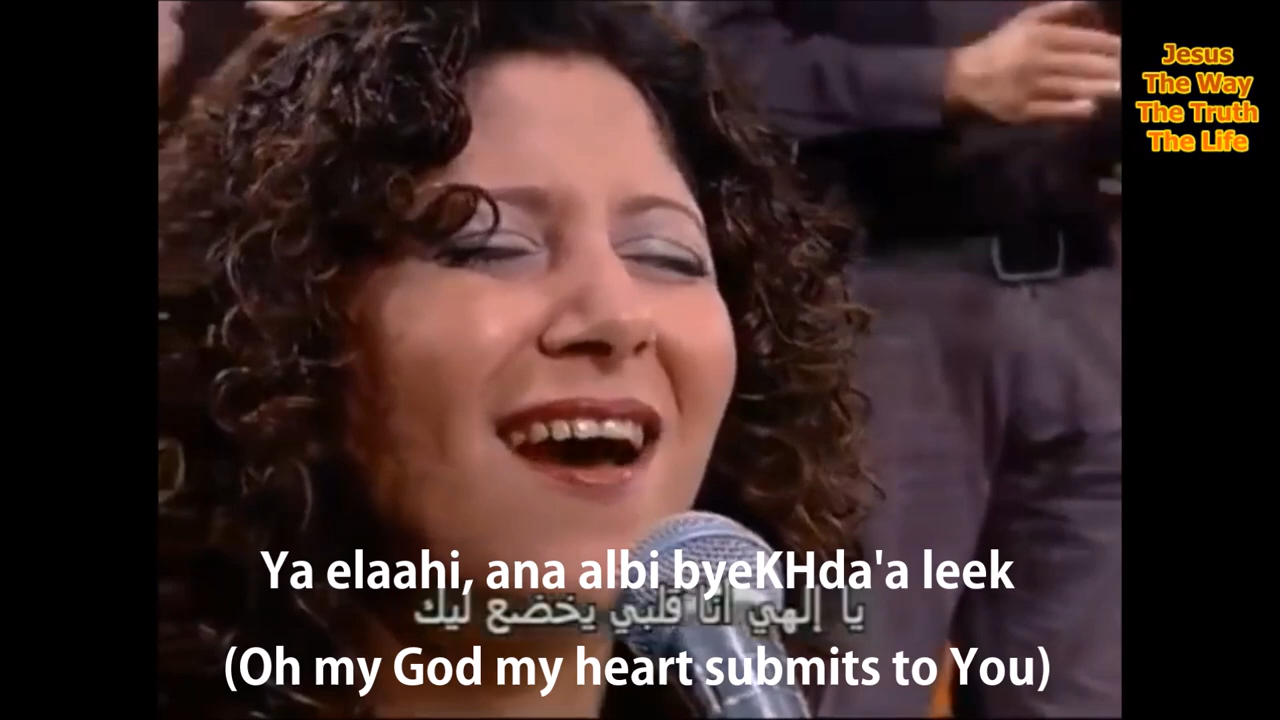 Jesus
The Way
The Truth
The Life
Ya elaahi, ana albi byeKHda'a leek
يا إلهي أنا قلبي يخضع ليك
(Oh my God my heart submits to You)